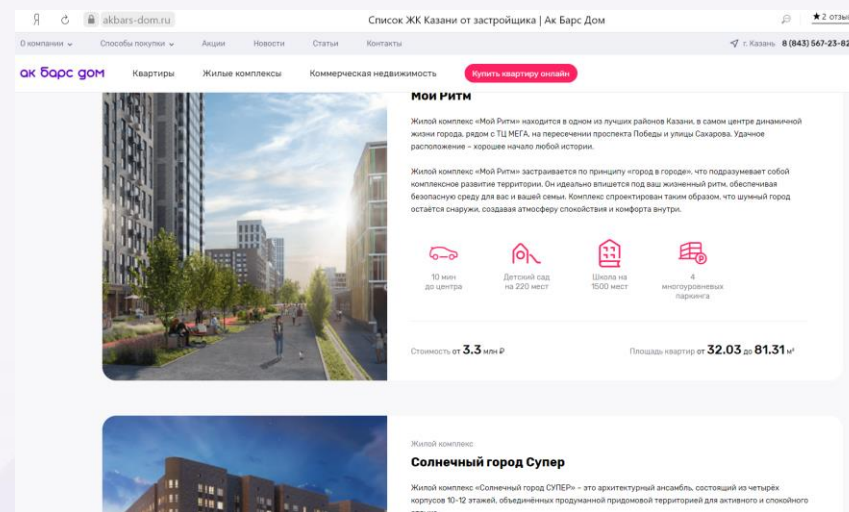 akbars-dom.ru
Список ЖК Казани от застройщика | Ак Барс Дом
★2 отзы
О компании
Способы покупки
Акции
Новости
Статьи
Контакты
г. Казань 8 (843) 567-23-82
ак барс дом
Квартиры
Жилые комплексы
Коммерческая недвижимость
Купить квартиру онлайн
Мой Ритм
Жилой комплекс «Мой Ритм» находится в одном из лучших районов Казани, в самом центре динамичной
жизни города, рядом с ТЦ МЕГА, на пересечении проспекта Победы и улицы Сахарова. Удачное
расположение – хорошее начало любой истории.
Жилой комплекс «Мой Ритм» застраивается по принципу «город в городе», что подразумевает собой
комплексное развитие территории. Он идеально впишется под ваш жизненный ритм, обеспечивая
безопасную среду для вас и вашей семьи. Комплекс спроектирован таким образом, что шумный город
остаётся снаружи, создавая атмосферу спокойствия и комфорта внутри.
10 мин
до центра
Детский сад
на 220 мест
Школа на
1500 мест
4
многоуровневых
паркинга
Стоимость от 3.3 млн ₽
Площадь квартир от 32.03 до 81.31 м²
Жилой комплекс
Солнечный город Супер
Жилой комплекс «Солнечный город СУПЕР» – это архитектурный ансамбль, состоящий из четырёх
корпусов 10-12 этажей, объединённых продуманной придомовой территорией для активного и спокойного